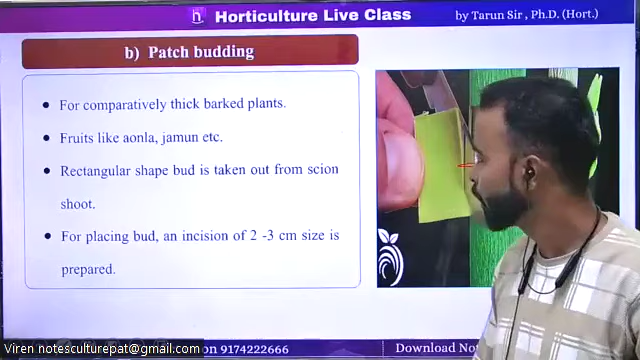 Horticulture Live Class
by Tarun Sir , Ph.D. (Hort.)
b) Patch budding
For comparatively thick barked plants.
Fruits like aonla, jamun etc.
Rectangular shape bud is taken out from scion
shoot.
For placing bud, an incision of 2 -3 cm size is
prepared.
Viren notesculturepat@gmail.com
on 9174222666
Download